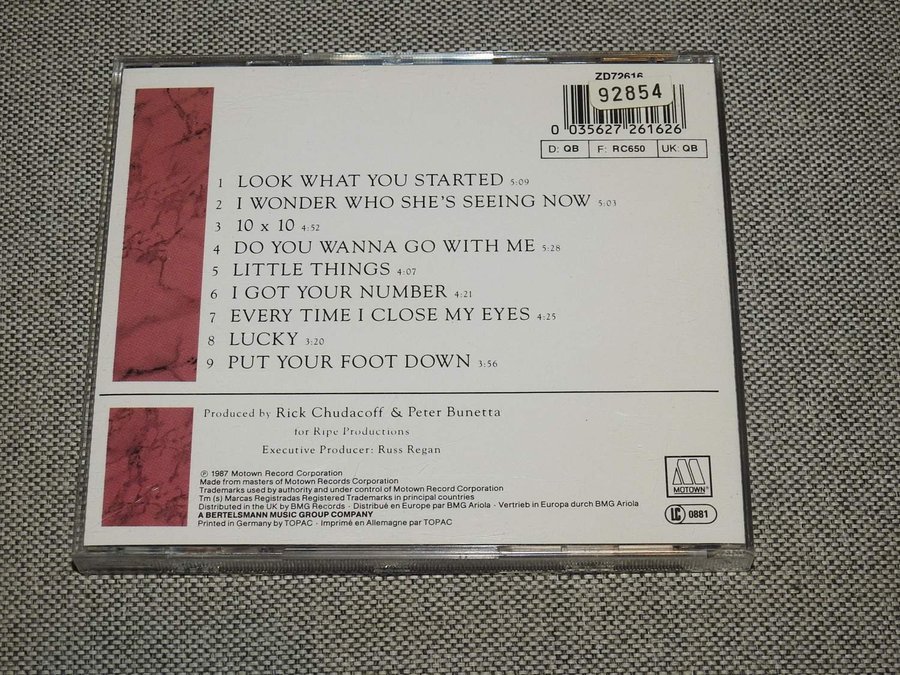 ZD72616
92854
0 035627 261626
D: QB F: RC650 UK: QB
1 LOOK WHAT YOU STARTED 5:09
2 I WONDER WHO SHE'S SEEING NOW 5:03
3 10 x 10 4:52
4 DO YOU WANNA GO WITH ME 5:28
5 LITTLE THINGS 4:07
6 I GOT YOUR NUMBER 4:21
7 EVERY TIME I CLOSE MY EYES 4:25
8 LUCKY 3:20
9 PUT YOUR FOOT DOWN 3:56
Produced by Rick Chudacoff & Peter Bunetta
for Ripe Productions
Executive Producer: Russ Regan
℗ 1987 Motown Record Corporation
Made from masters of Motown Records Corporation
Trademarks used by authority and under control of Motown Record Corporation
Tm (s) Marcas Registradas Registered Trademarks in principal countries
Distributed in the UK by BMG Records · Distribué en Europe par BMG Ariola · Vertrieb in Europa durch BMG Ariola
A BERTELSMANN MUSIC GROUP COMPANY
Printed in Germany by TOPAC · Imprimé en Allemagne par TOPAC
M
MOTOWN®
LC 0881